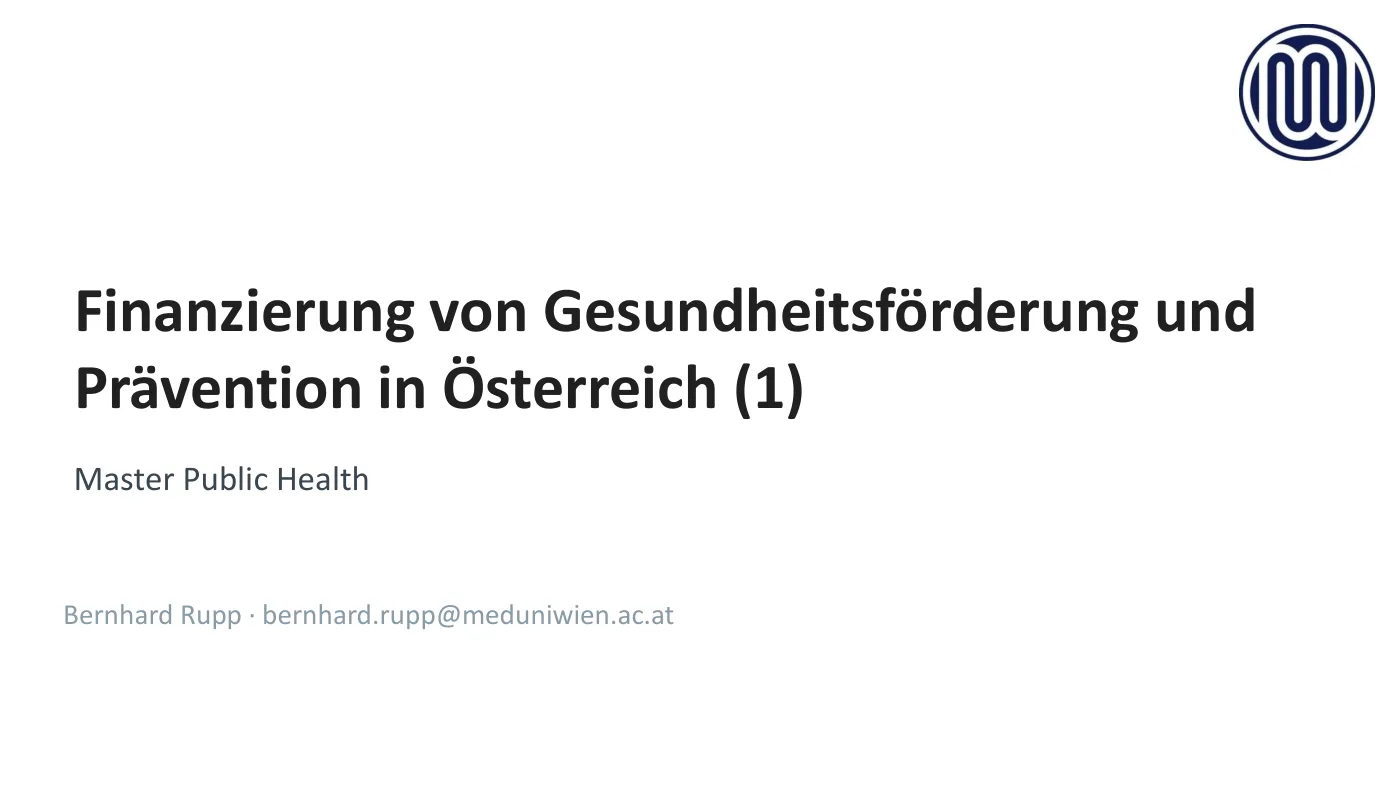 Finanzierung von Gesundheitsförderung und
Prävention in Österreich (1)
Master Public Health
Bernhard Rupp · bernhard.rupp@meduniwien.ac.at